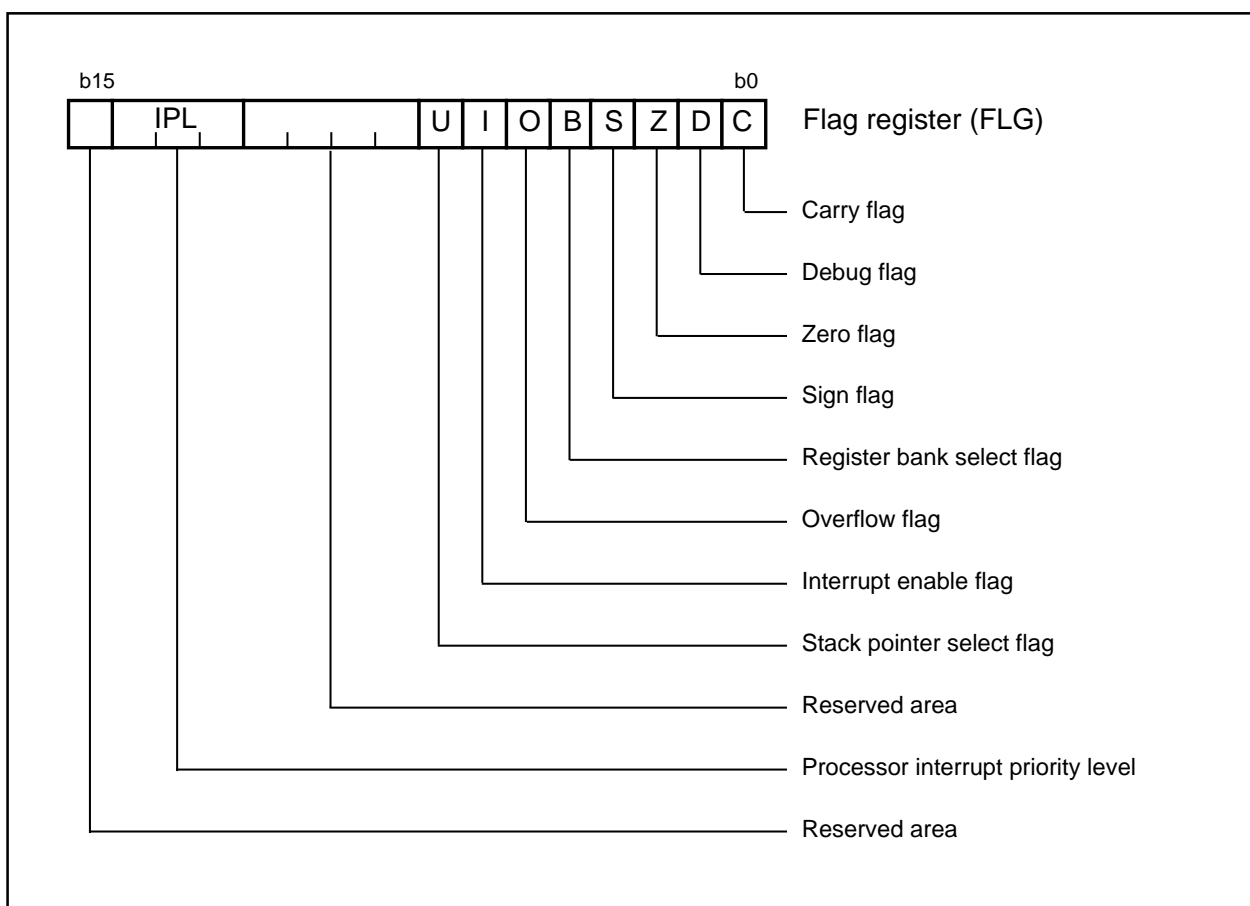 b15 b0
IPL U I O B S Z D C Flag register (FLG)
Carry flag
Debug flag
Zero flag
Sign flag
Register bank select flag
Overflow flag
Interrupt enable flag
Stack pointer select flag
Reserved area
Processor interrupt priority level
Reserved area